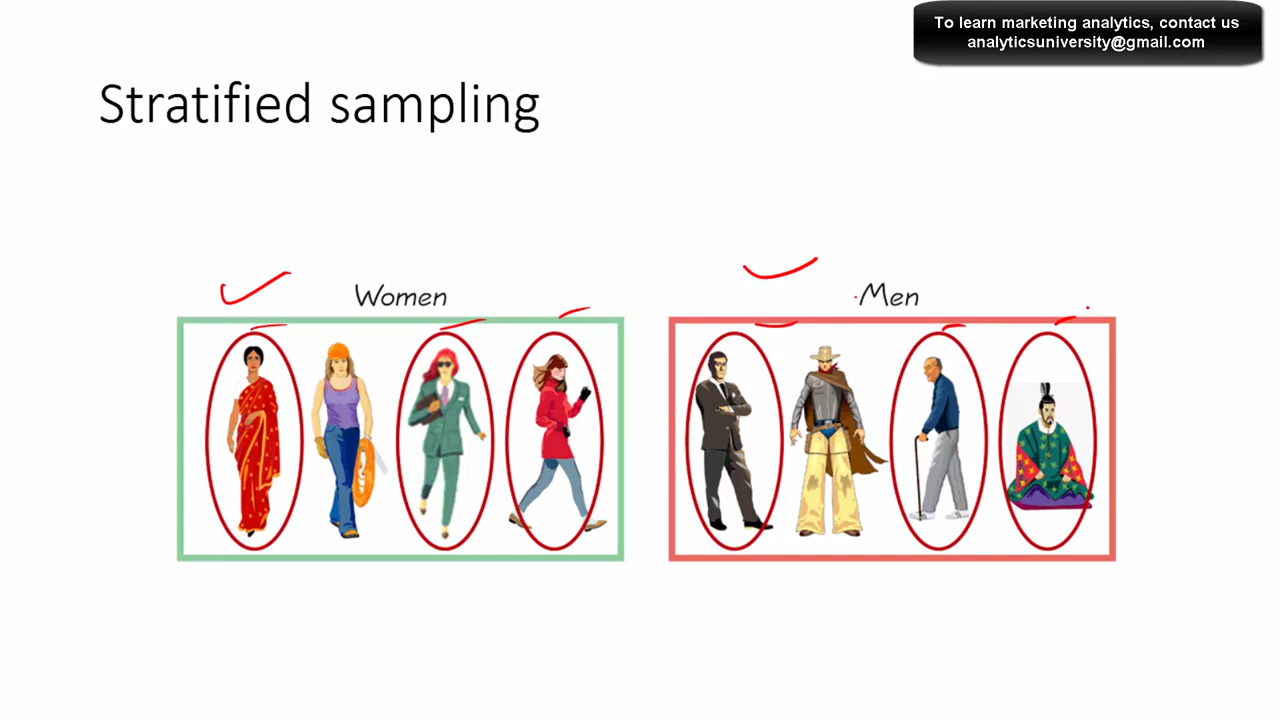 To learn marketing analytics, contact us
analyticsuniversity@gmail.com
Stratified sampling
Women
Men